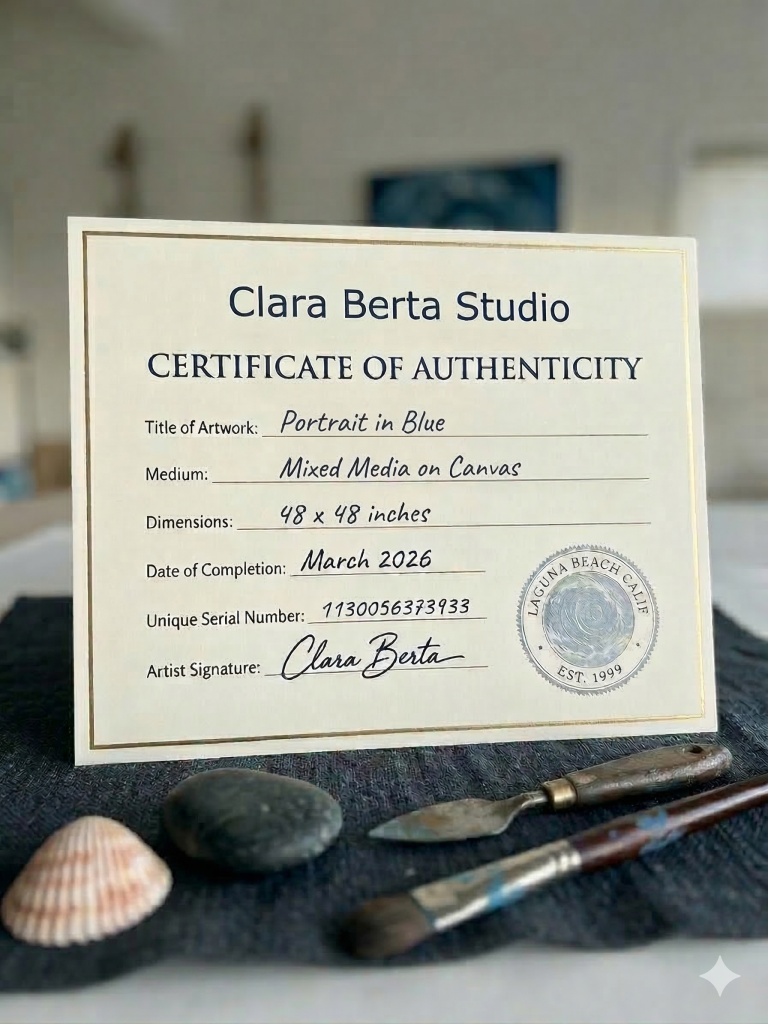 Clara Berta Studio
CERTIFICATE OF AUTHENTICITY
Title of Artwork: Portrait in Blue
Medium: Mixed Media on Canvas
Dimensions: 48 x 48 inches
Date of Completion: March 2026
Unique Serial Number: 1130056373933
Artist Signature: Clara Berta
LAGUNA BEACH CALIF
EST. 1999